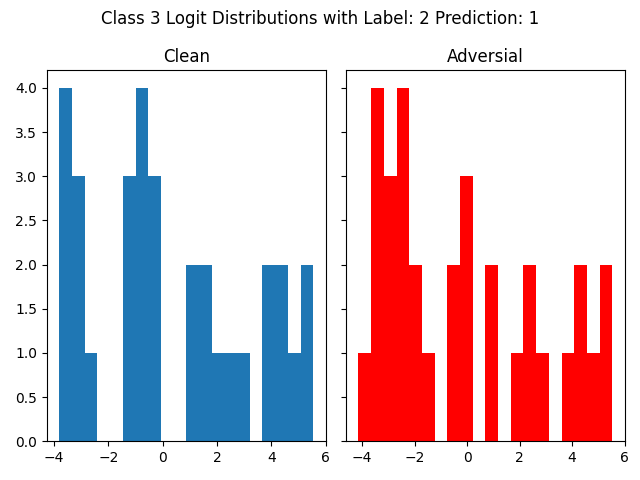 Class 3 Logit Distributions with Label: 2 Prediction: 1
Clean
Adversial
4.0
3.5
3.0
2.5
2.0
1.5
1.0
0.5
0.0
−4 −2 0 2 4 6
−4 −2 0 2 4 6